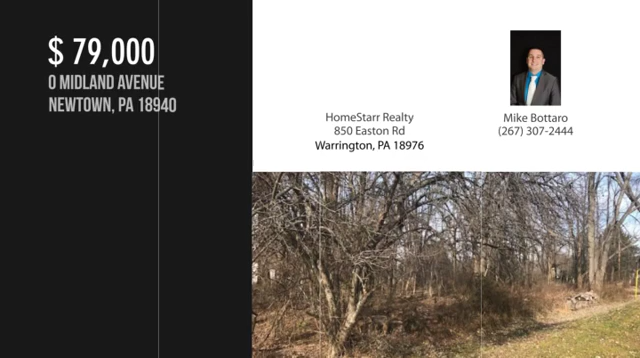 $ 79,000
0 MIDLAND AVENUE
NEWTOWN, PA 18940
HomeStarr Realty
850 Easton Rd
Warrington, PA 18976
Mike Bottaro
(267) 307-2444